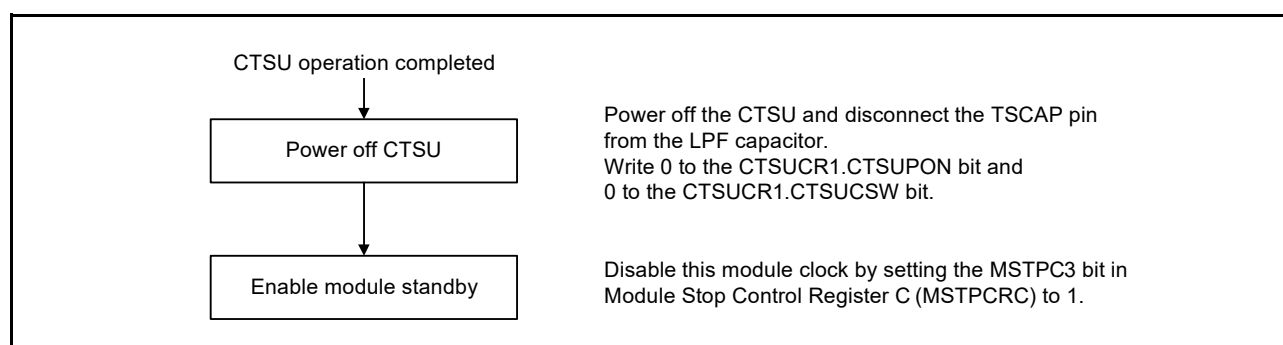 CTSU operation completed
Power off CTSU
Power off the CTSU and disconnect the TSCAP pin
from the LPF capacitor.
Write 0 to the CTSUCR1.CTSUPON bit and
0 to the CTSUCR1.CTSUCSW bit.
Enable module standby
Disable this module clock by setting the MSTPC3 bit in
Module Stop Control Register C (MSTPCRC) to 1.